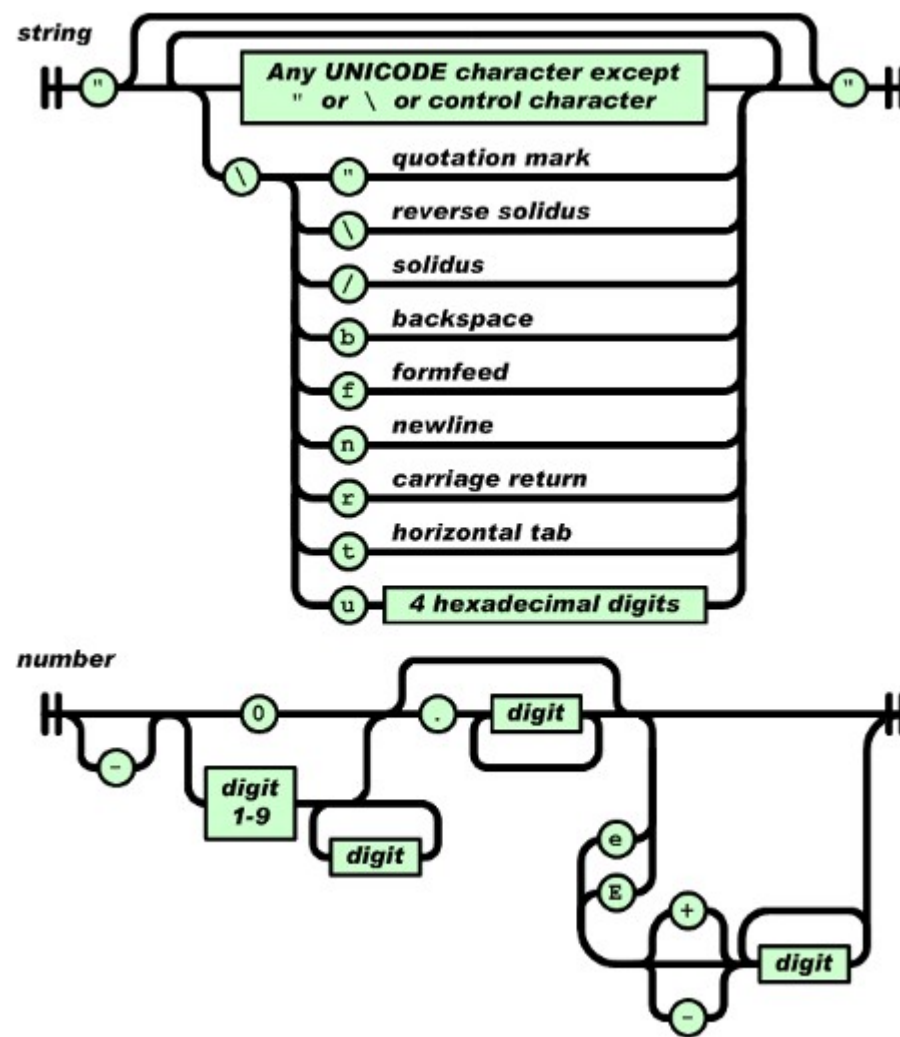 string
"
Any UNICODE character except
" or \ or control character
"
\
" quotation mark
\ reverse solidus
/ solidus
b backspace
f formfeed
n newline
r carriage return
t horizontal tab
u 4 hexadecimal digits
number
0
.
digit
-
digit
1-9
digit
e
E
+
digit
-